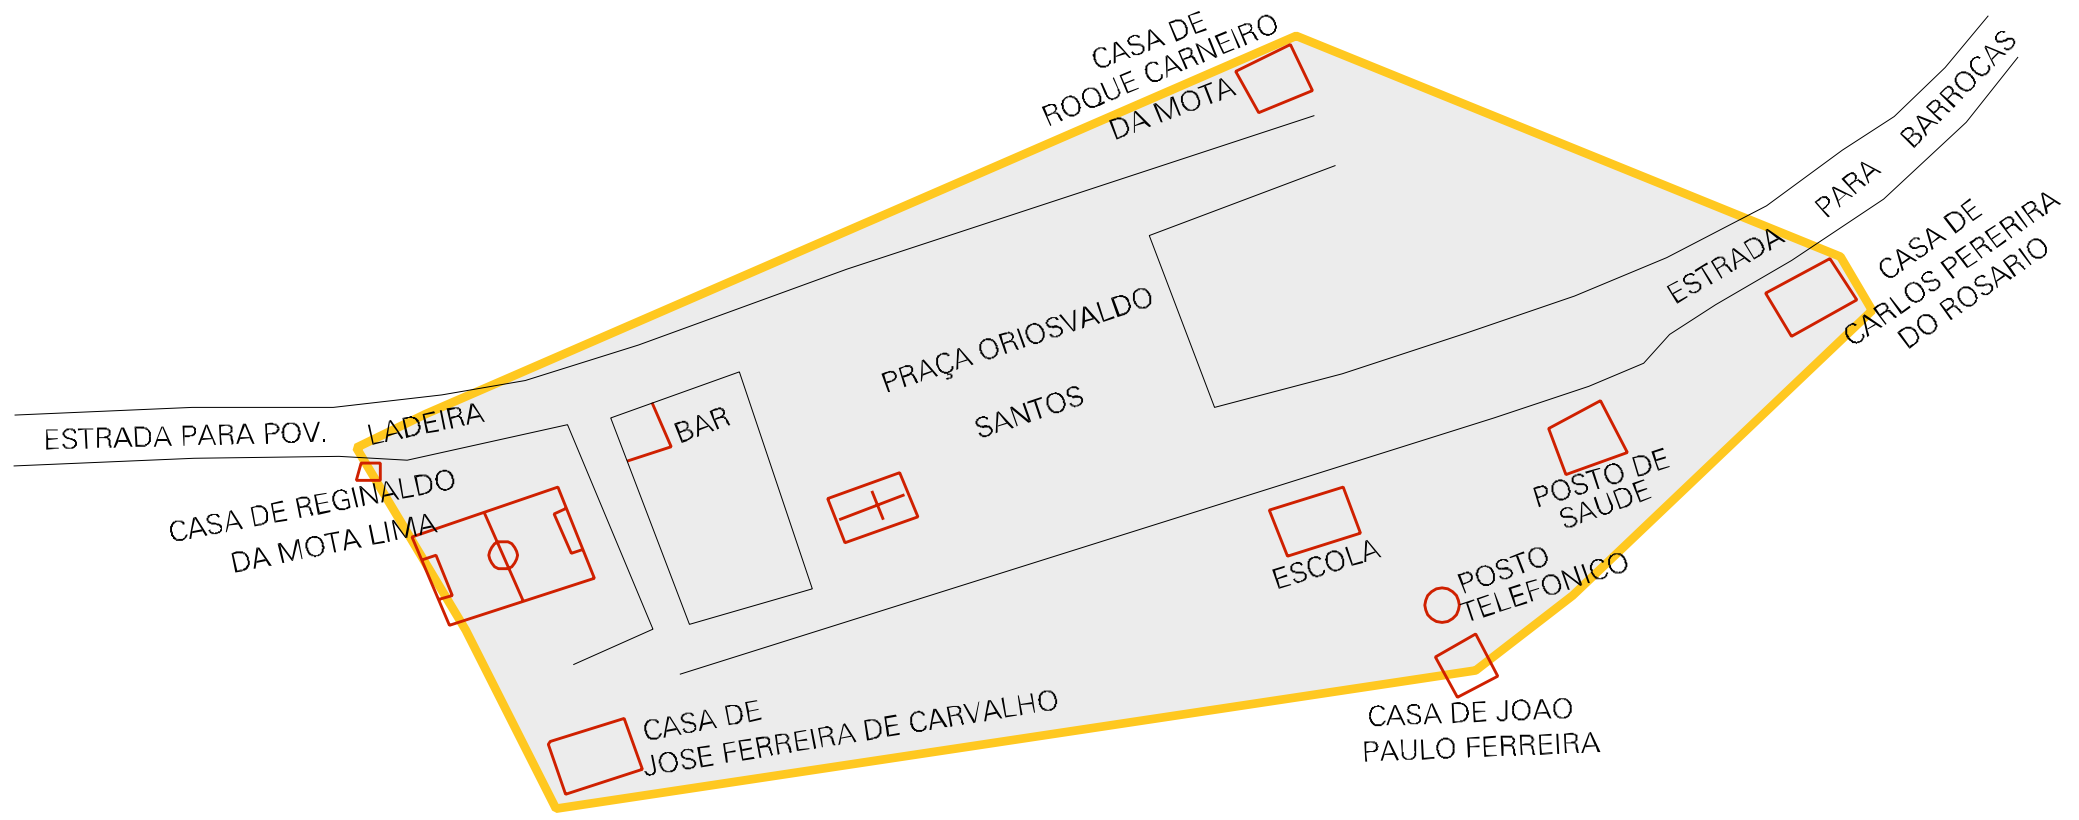 CASA DE
ROQUE CARNEIRO
DA MOTA
ESTRADA PARA BARROCAS
CASA DE
CARLOS PERERIRA
DO ROSARIO
PRAÇA ORIOSVALDO
SANTOS
ESTRADA PARA POV. LADEIRA
BAR
CASA DE REGINALDO
DA MOTA LIMA
POSTO DE
SAUDE
ESCOLA
POSTO
TELEFONICO
CASA DE
JOSE FERREIRA DE CARVALHO
CASA DE JOAO
PAULO FERREIRA